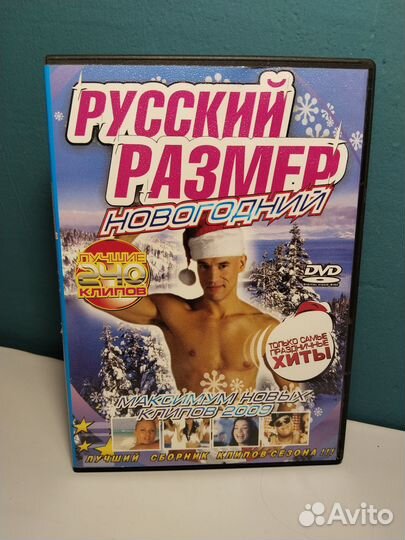 РУССКИЙ
РАЗМЕР
НОВОГОДНИЙ
ЛУЧШИЕ
240
КЛИПОВ
DVD
ТОЛЬКО САМЫЕ
ПРАЗДНИЧНЫЕ
ХИТЫ
МАКСИМУМ НОВЫХ
КЛИПОВ 2009
ЛУЧШИЙ СБОРНИК КЛИПОВ СЕЗОНА!!!
Avito